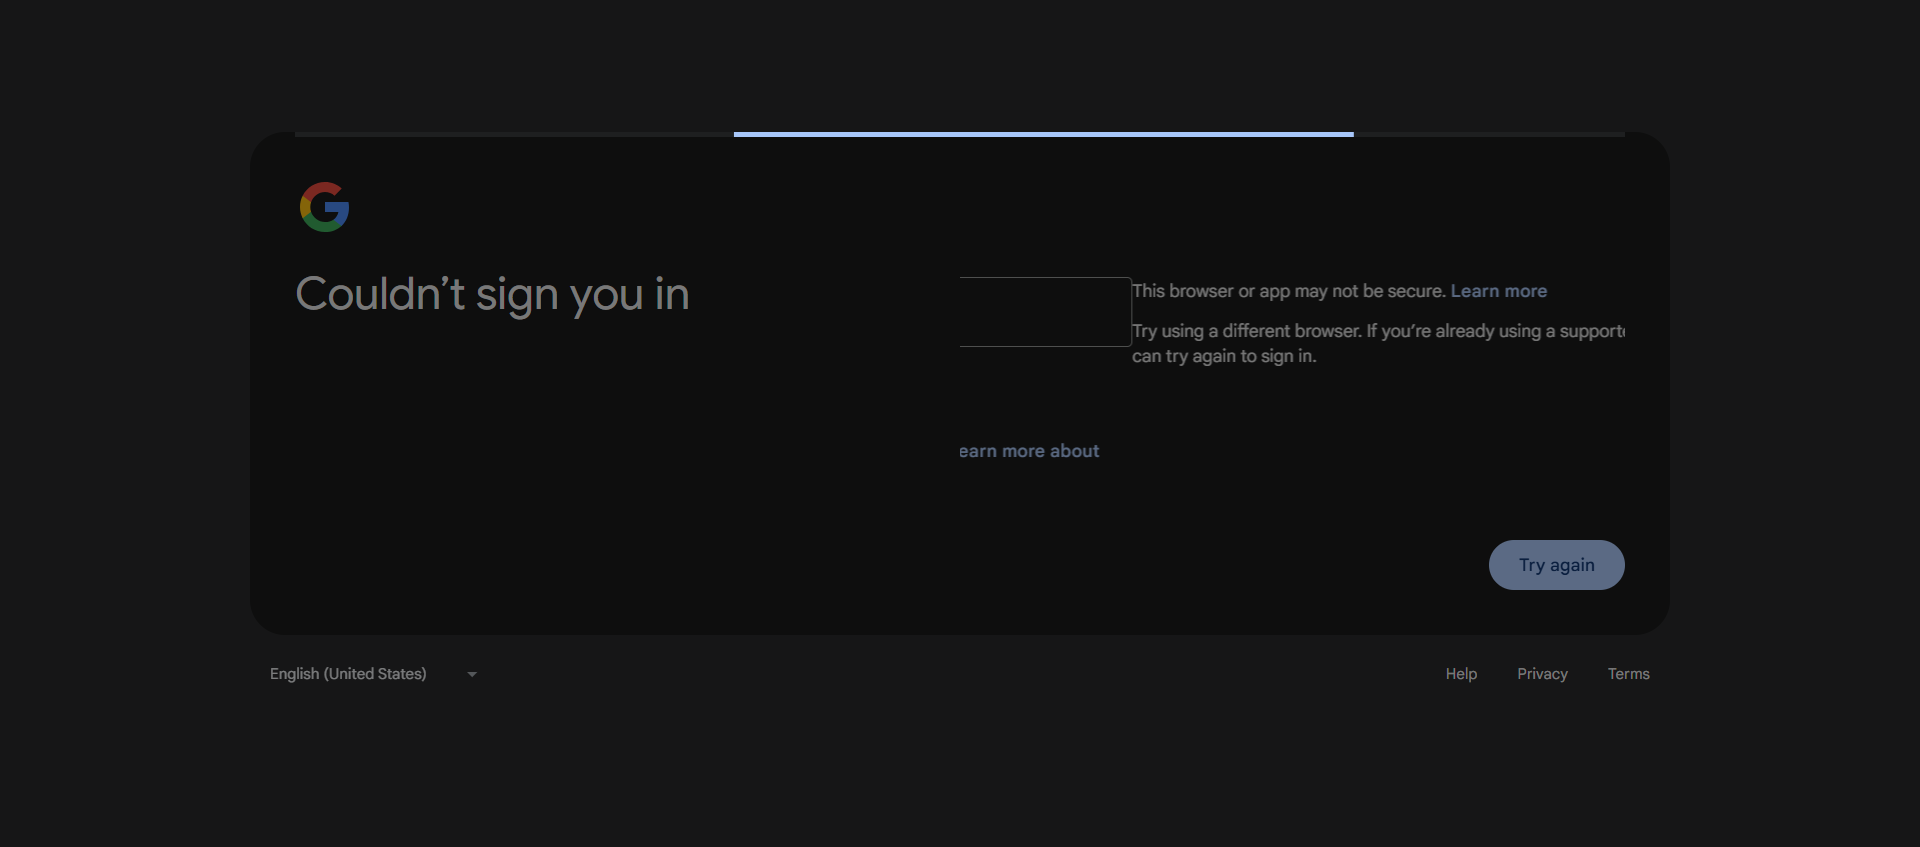 Couldn’t sign you in
This browser or app may not be secure. Learn more
Try using a different browser. If you’re already using a supporte
can try again to sign in.
earn more about
Try again
English (United States)
Help
Privacy
Terms